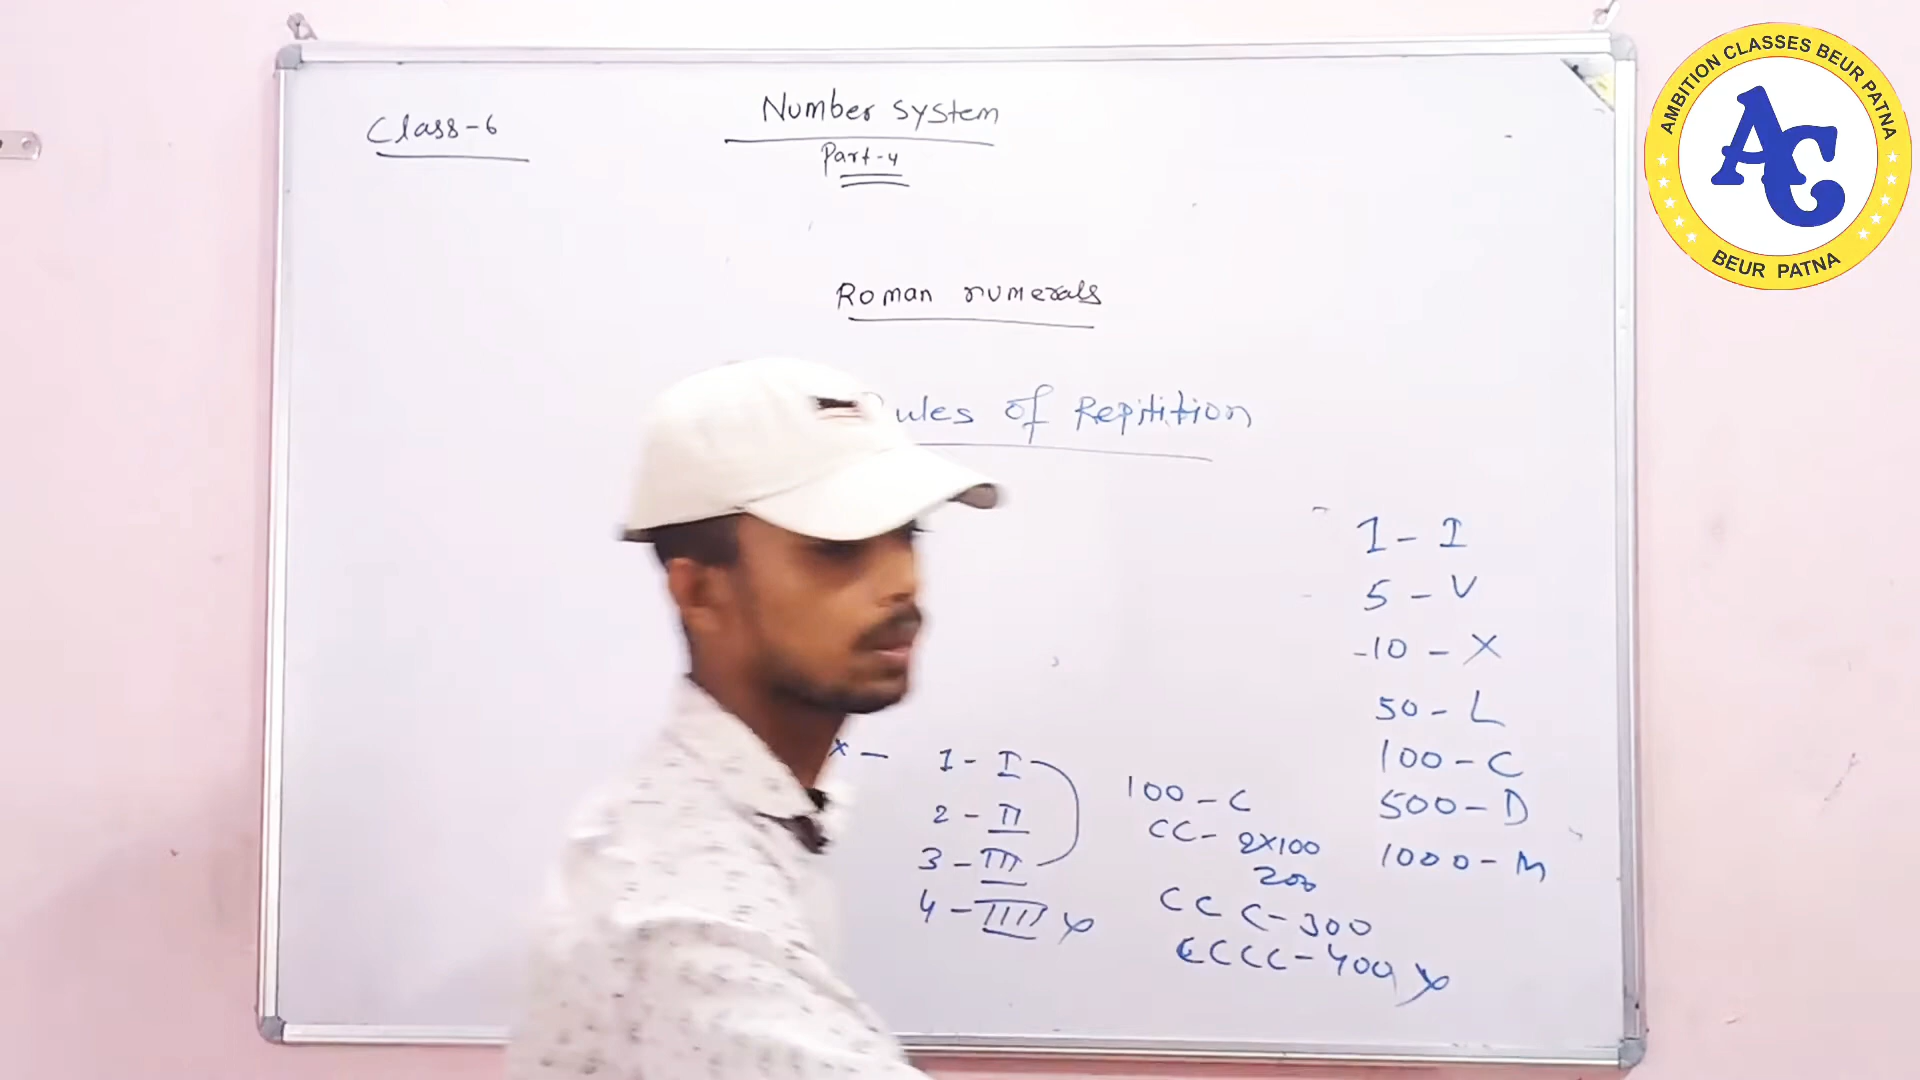 Class-6
Number system
Part-4
Roman numerals
Rules of Repitition
1 - I
5 - V
10 - X
50 - L
100 - C
500 - D
1000 - M
x -
1 - I
2 - II
3 - III
4 - IIII x
100 - C
CC - 2x100
200
CCC - 300
CCCC - 400 x
AMBITION CLASSES BEUR PATNA
AC
BEUR PATNA